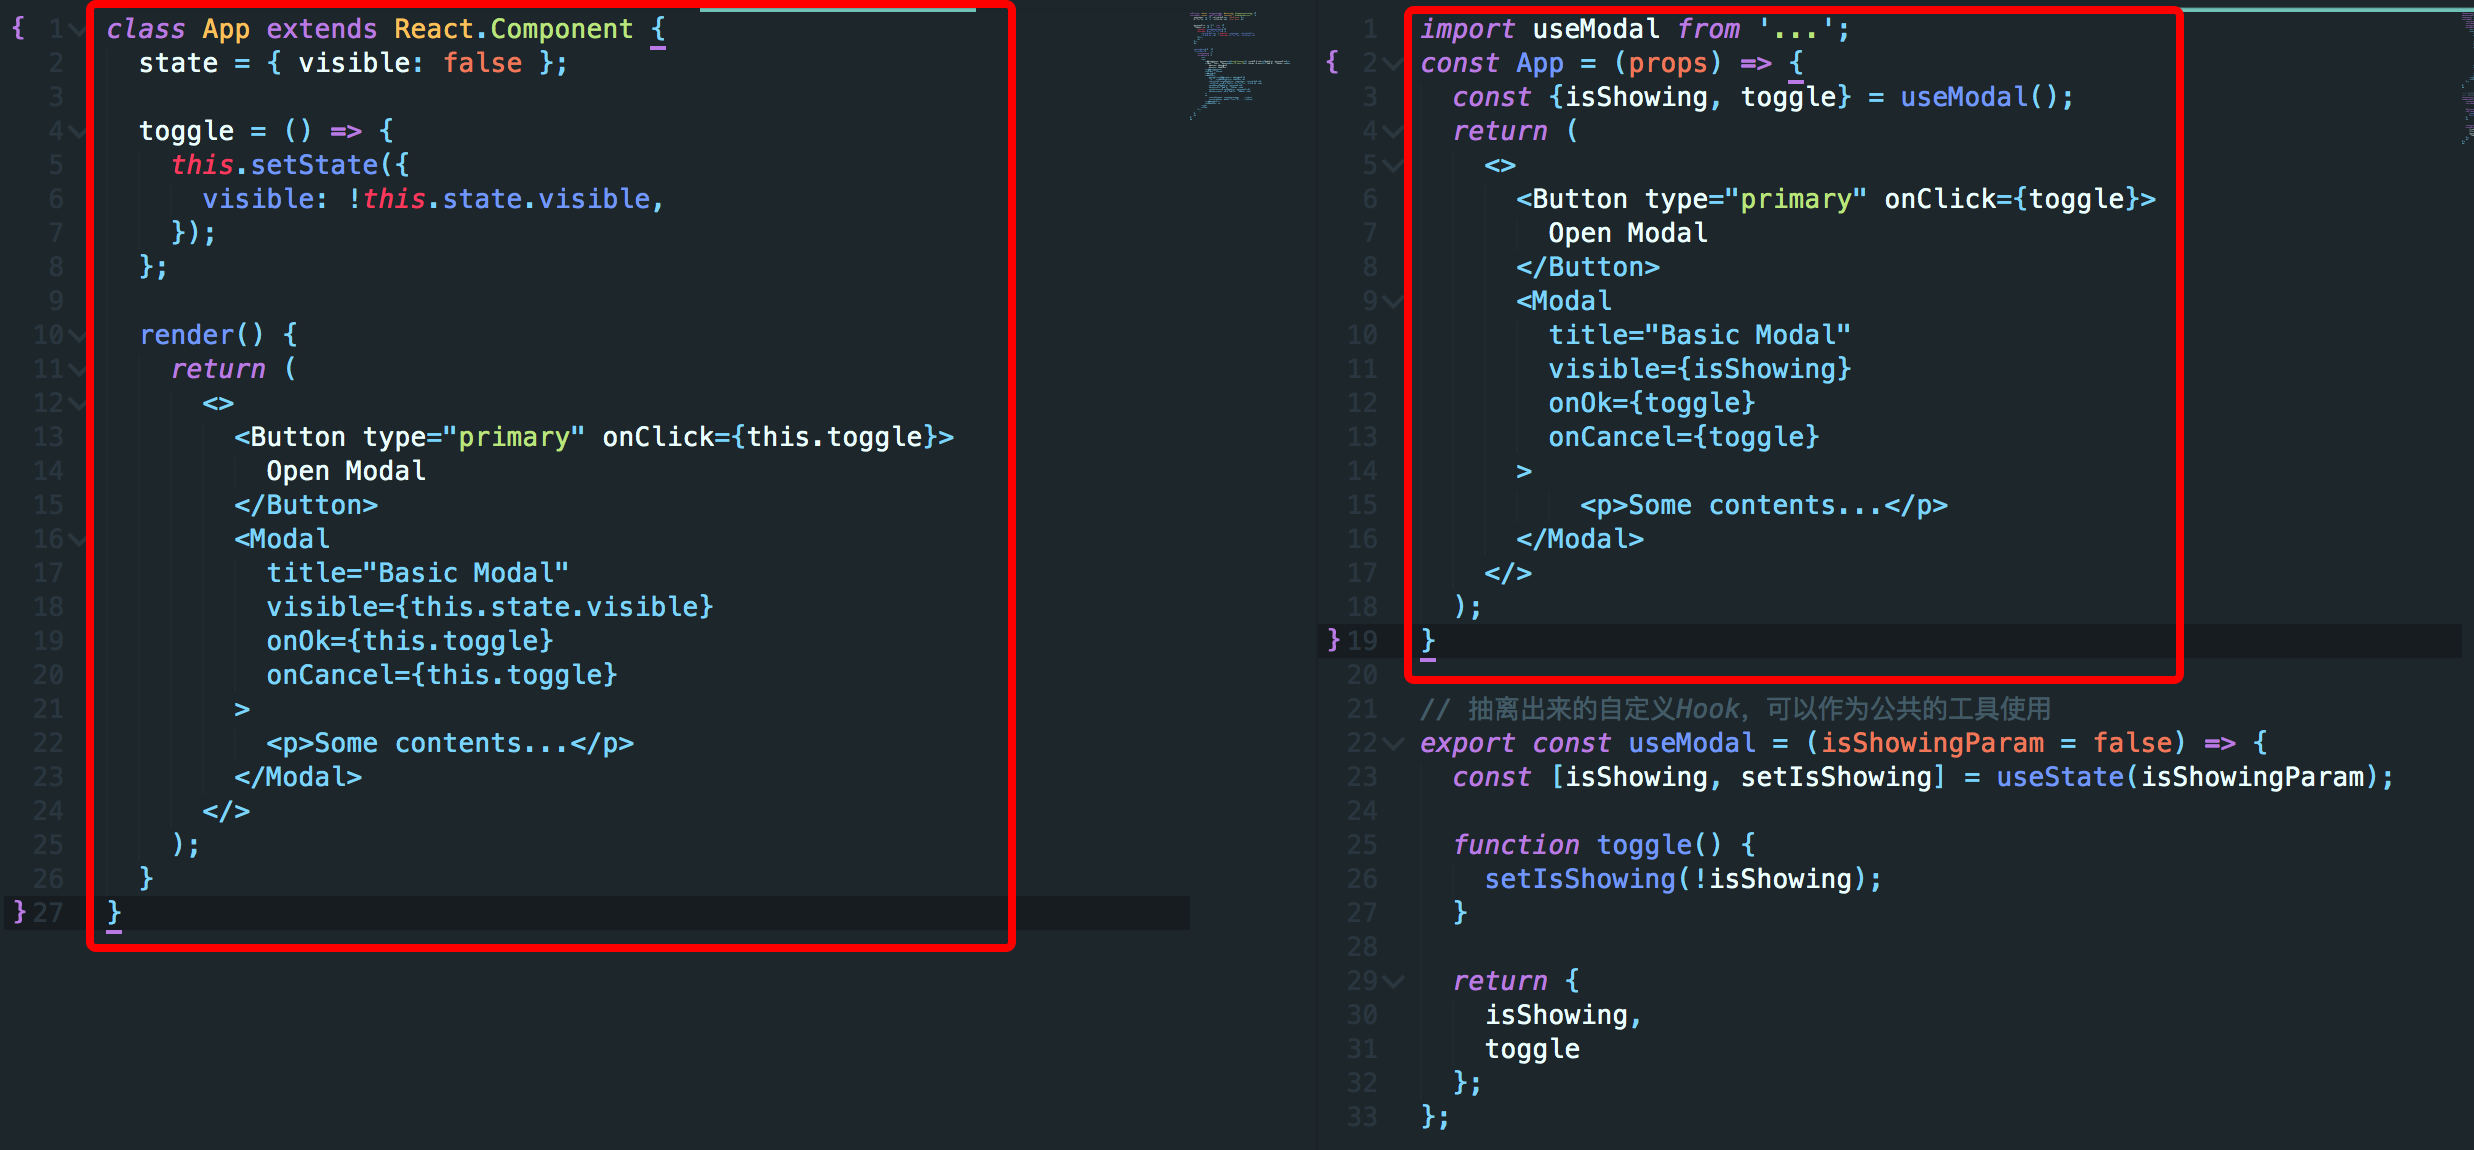 { 1 class App extends React.Component {
2 state = { visible: false };
3
4 toggle = () => {
5 this.setState({
6 visible: !this.state.visible,
7 });
8 };
9
10 render() {
11 return (
12 <>
13 <Button type="primary" onClick={this.toggle}>
14 Open Modal
15 </Button>
16 <Modal
17 title="Basic Modal"
18 visible={this.state.visible}
19 onOk={this.toggle}
20 onCancel={this.toggle}
21 >
22 <p>Some contents...</p>
23 </Modal>
24 </>
25 );
26 }
} 27 }
1 import useModal from '...';
{ 2 const App = (props) => {
3 const {isShowing, toggle} = useModal();
4 return (
5 <>
6 <Button type="primary" onClick={toggle}>
7 Open Modal
8 </Button>
9 <Modal
10 title="Basic Modal"
11 visible={isShowing}
12 onOk={toggle}
13 onCancel={toggle}
14 >
15 <p>Some contents...</p>
16 </Modal>
17 </>
18 );
} 19 }
20
21 // 抽离出来的自定义Hook，可以作为公共的工具使用
22 export const useModal = (isShowingParam = false) => {
23 const [isShowing, setIsShowing] = useState(isShowingParam);
24
25 function toggle() {
26 setIsShowing(!isShowing);
27 }
28
29 return {
30 isShowing,
31 toggle
32 };
33 };